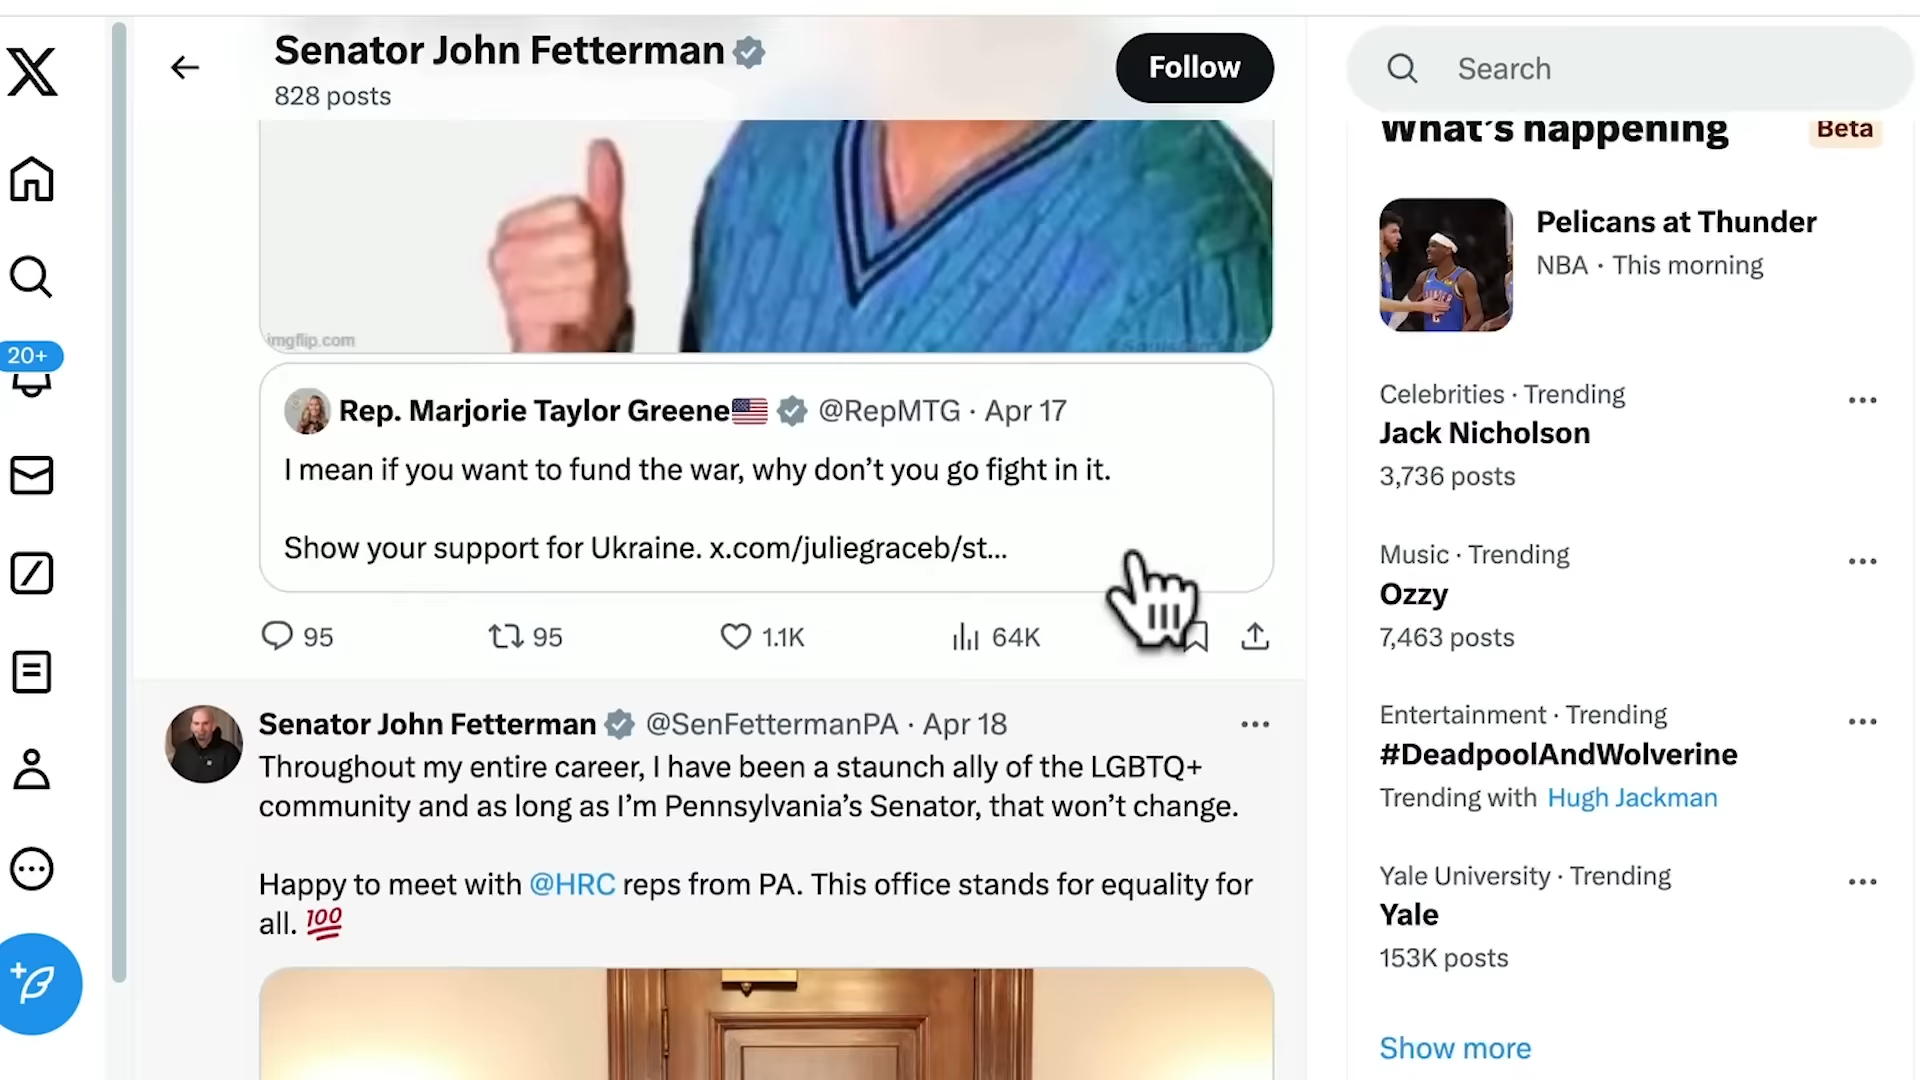 Senator John Fetterman
828 posts
Follow
Search
imgflip.com
Rep. Marjorie Taylor Greene🇺🇸 @RepMTG · Apr 17
I mean if you want to fund the war, why don't you go fight in it.
Show your support for Ukraine. x.com/juliegraceb/st...
95
95
1.1K
64K
Senator John Fetterman @SenFettermanPA · Apr 18
Throughout my entire career, I have been a staunch ally of the LGBTQ+
community and as long as I'm Pennsylvania's Senator, that won't change.
Happy to meet with @HRC reps from PA. This office stands for equality for
all. 💯
20+
What's happening
Beta
Pelicans at Thunder
NBA · This morning
Celebrities · Trending
Jack Nicholson
3,736 posts
Music · Trending
Ozzy
7,463 posts
Entertainment · Trending
#DeadpoolAndWolverine
Trending with Hugh Jackman
Yale University · Trending
Yale
153K posts
Show more